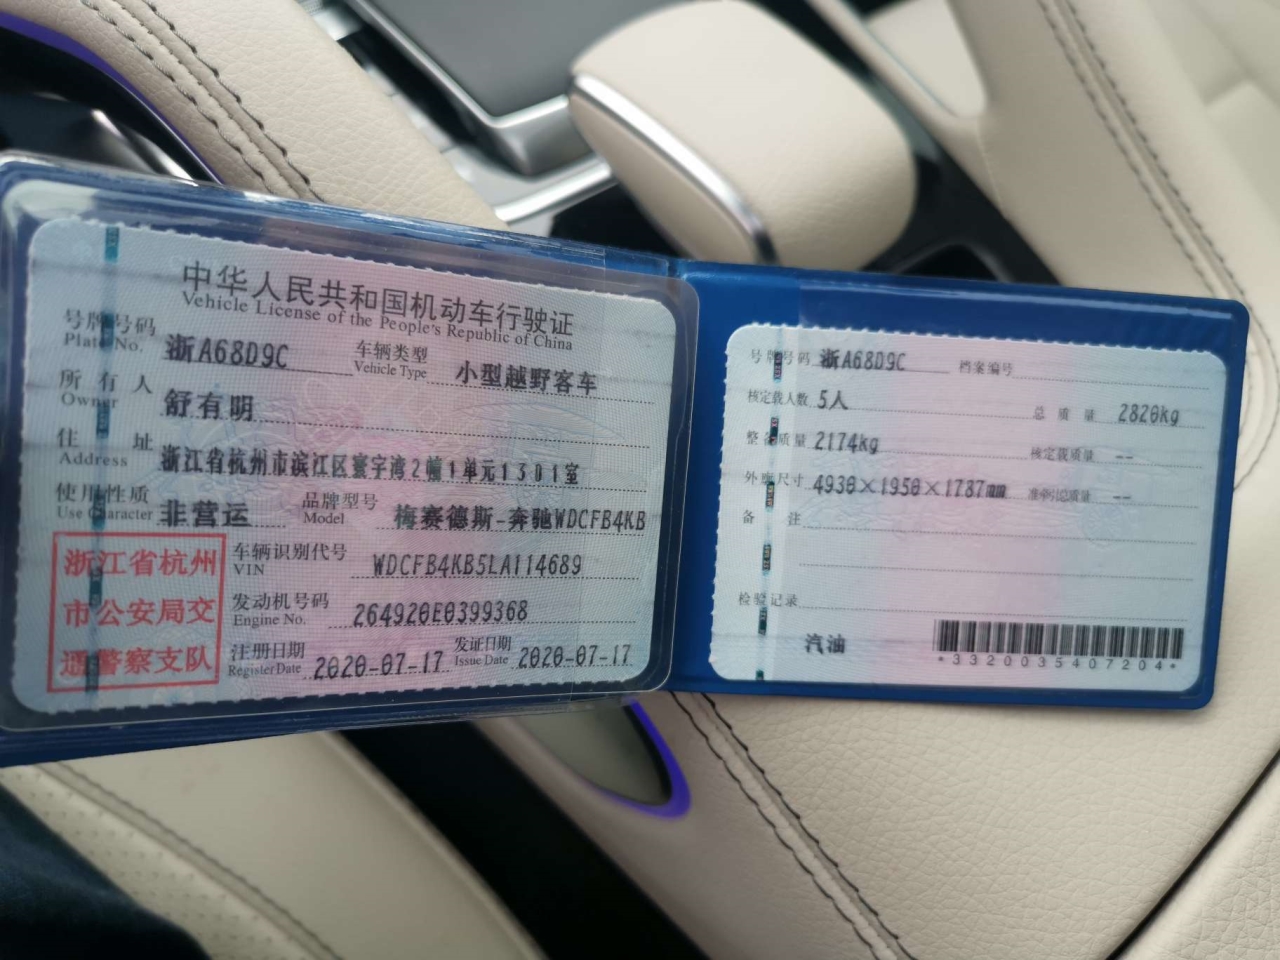 中华人民共和国机动车行驶证
Vehicle License of the People's Republic of China
号牌号码 浙A68D9C 车辆类型 小型越野客车
Plate No. Vehicle Type
所有人 舒有明
Owner
住址 浙江省杭州市滨江区寰宇湾2幢1单元1301室
Address
使用性质 非营运 品牌型号 梅赛德斯-奔驰WDCFB4KB
Use Character Model
浙江省杭州
市公安局交
通警察支队
车辆识别代号 WDCFB4KB5LA114689
VIN
发动机号码 264920E0399368
Engine No.
注册日期 2020-07-17 发证日期 2020-07-17
Register Date Issue Date
号牌号码 浙A68D9C 档案编号
核定载人数 5人 总质量 2820kg
整备质量 2174kg 核定载质量 --
外廓尺寸 4930×1950×1787mm 准牵引总质量 --
备注
检验记录
汽油
*3320035407204*